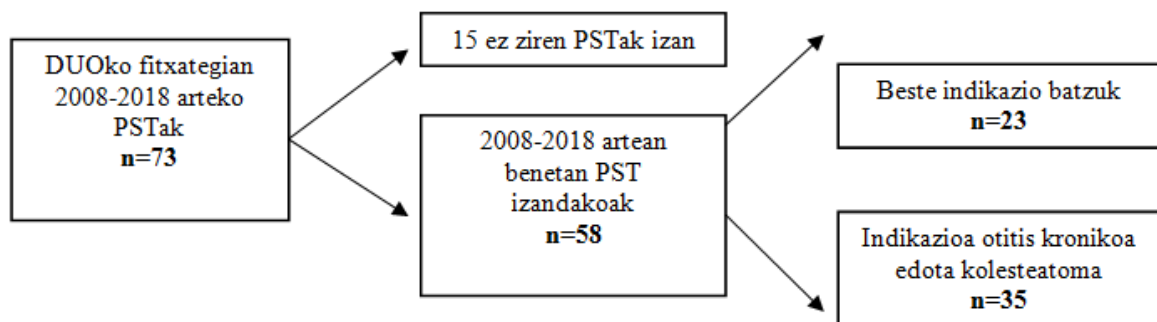 DUOko fitxategian
2008-2018 arteko
PSTak
n=73
15 ez ziren PSTak izan
2008-2018 artean
benetan PST
izandakoak
n=58
Beste indikazio batzuk
n=23
Indikazioa otitis kronikoa
edota kolesteatoma
n=35